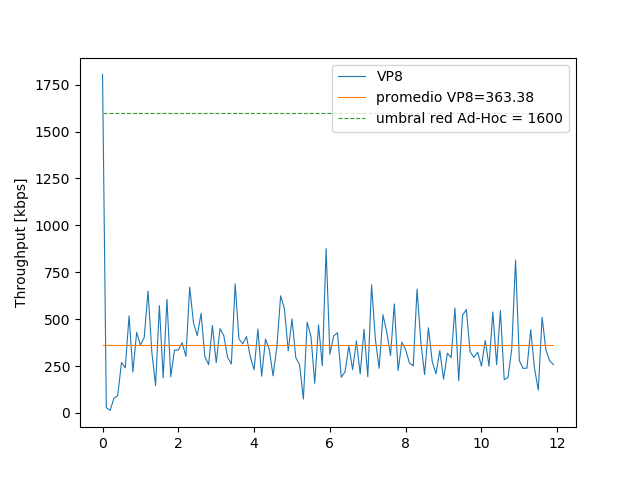 VP8
promedio VP8=363.38
umbral red Ad-Hoc = 1600
1750
1500
1250
1000
750
500
250
0
Throughput [kbps]
0 2 4 6 8 10 12